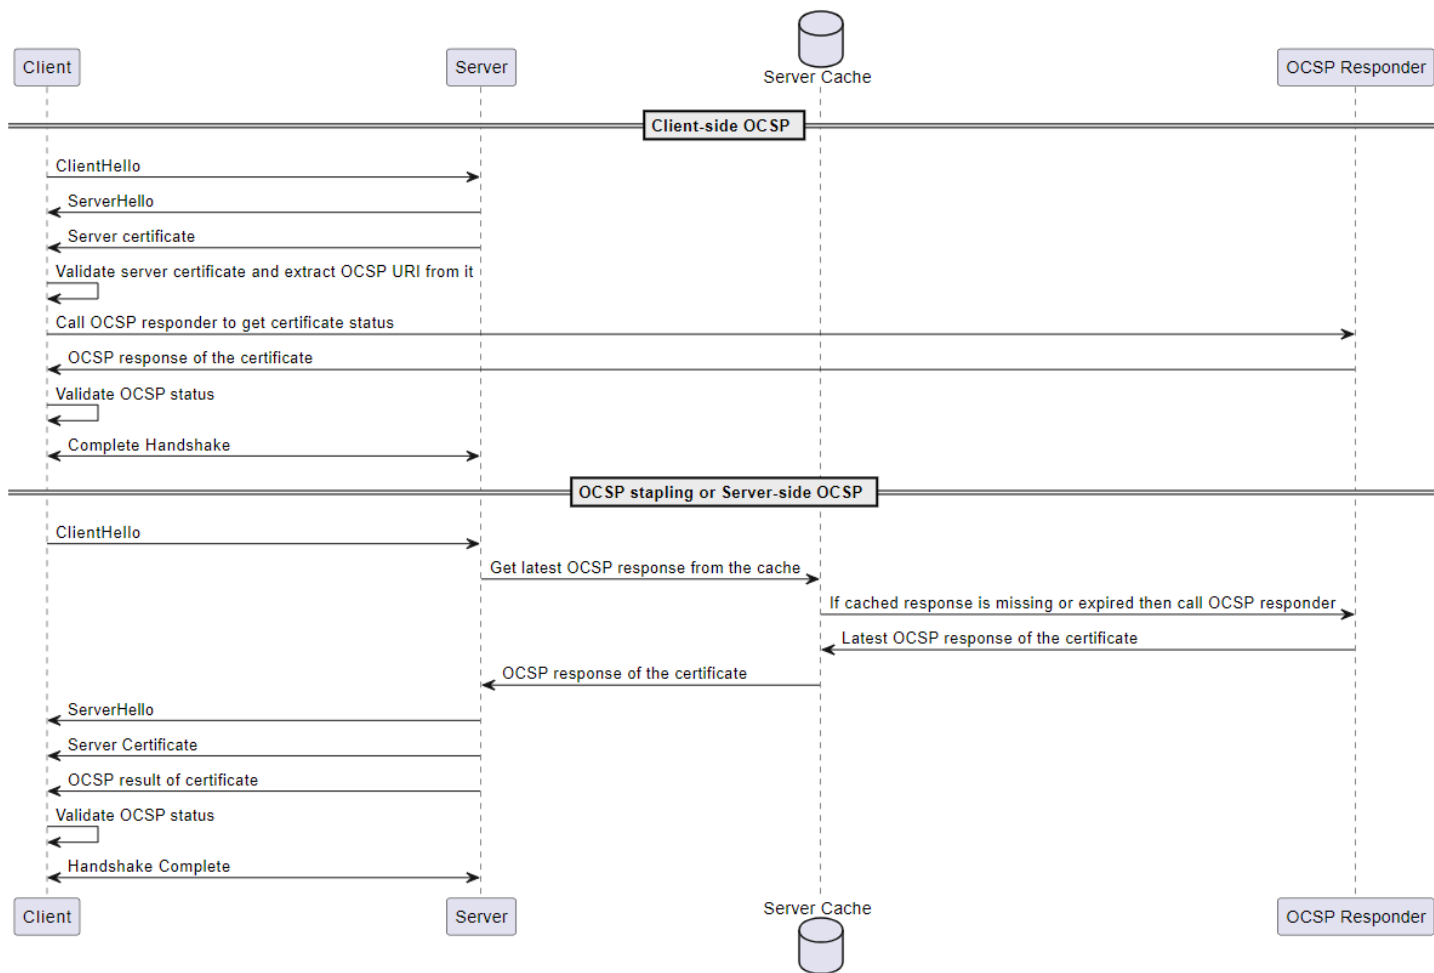 Client
Server
Server Cache
OCSP Responder
Client-side OCSP
ClientHello
ServerHello
Server certificate
Validate server certificate and extract OCSP URI from it
Call OCSP responder to get certificate status
OCSP response of the certificate
Validate OCSP status
Complete Handshake
OCSP stapling or Server-side OCSP
ClientHello
Get latest OCSP response from the cache
If cached response is missing or expired then call OCSP responder
Latest OCSP response of the certificate
OCSP response of the certificate
ServerHello
Server Certificate
OCSP result of certificate
Validate OCSP status
Handshake Complete
Client
Server
Server Cache
OCSP Responder